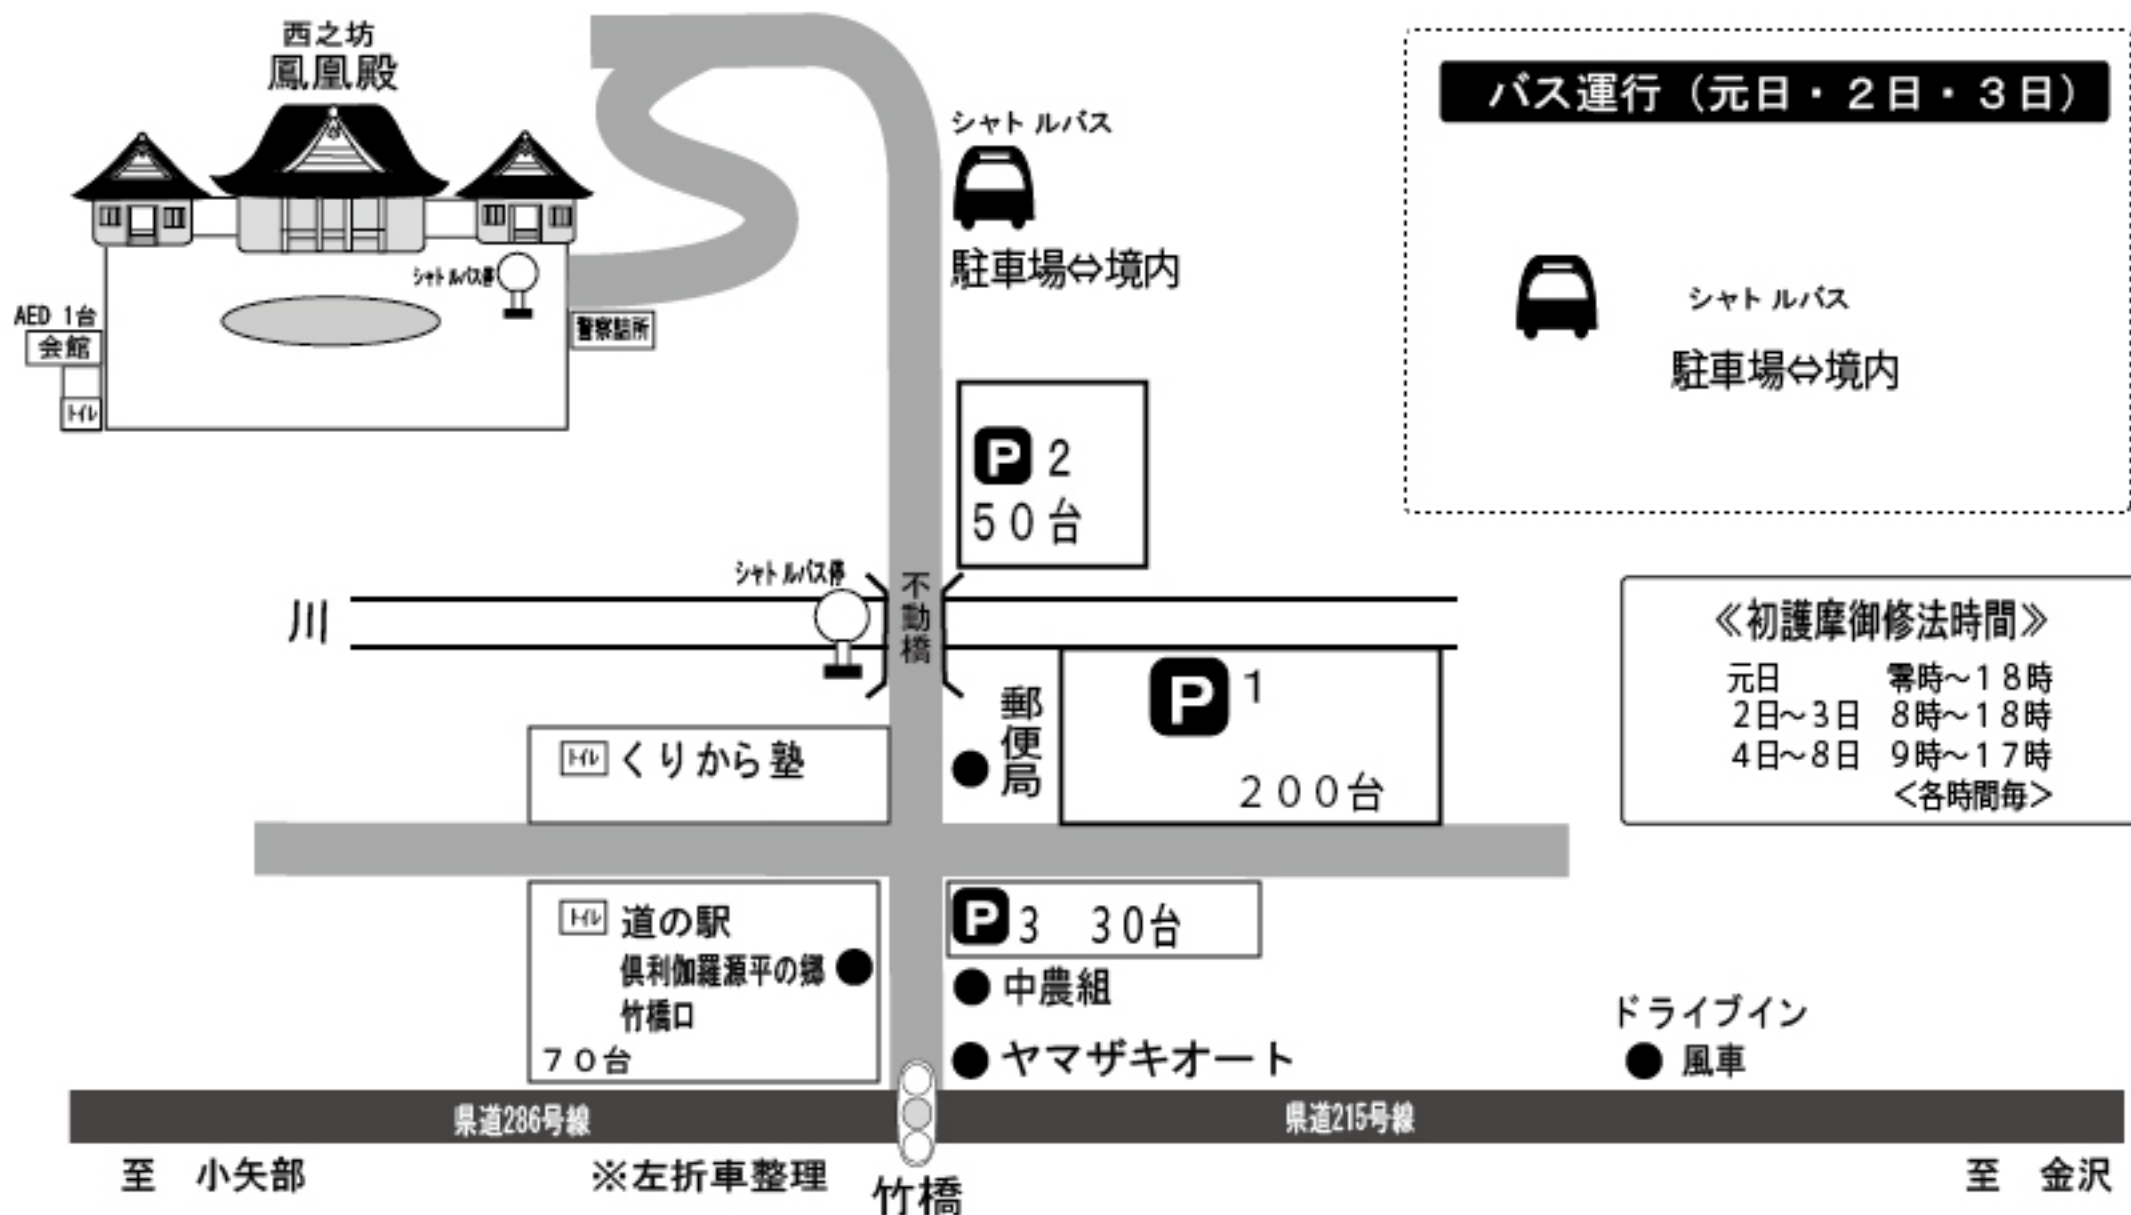 西之坊
鳳凰殿
シャトルバス停
AED 1台
会館
トイレ
警察詰所
シャトルバス
駐車場⇔境内
バス運行（元日・２日・３日）
シャトルバス
駐車場⇔境内
P 2
５０台
シャトルバス停
不動橋
川
P 1
２００台
郵便局
トイレ くりから塾
≪初護摩御修法時間≫
元日 零時～１８時
２日～３日 ８時～１８時
４日～８日 ９時～１７時
＜各時間毎＞
トイレ 道の駅
倶利伽羅源平の郷
竹橋口
７０台
P 3 30台
中農組
ヤマザキオート
ドライブイン
風車
県道286号線
県道215号線
至 小矢部
※左折車整理
竹橋
至 金沢